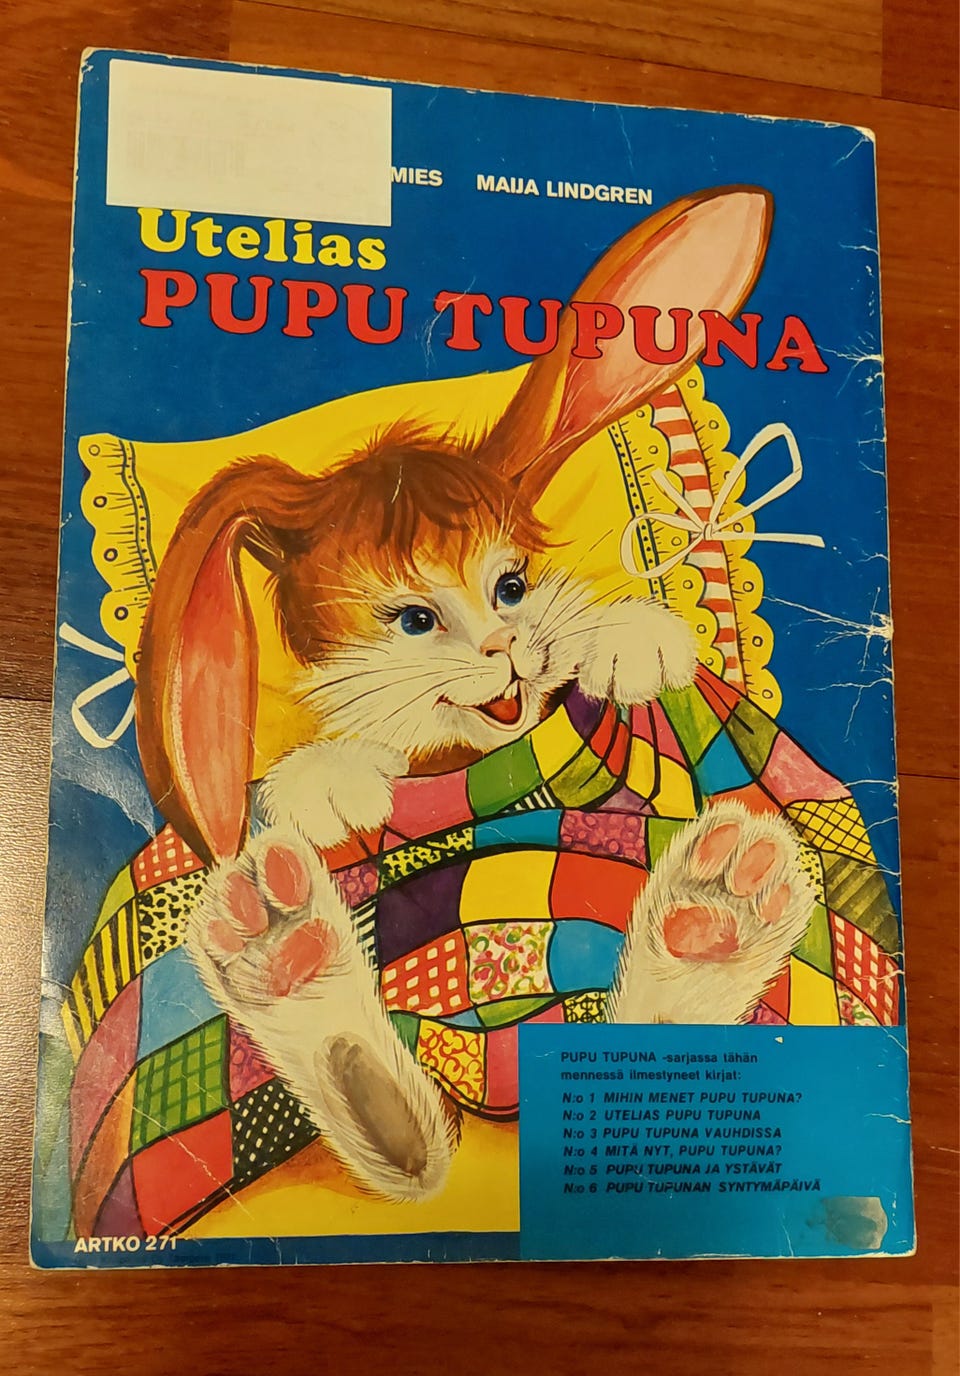 MIES MAIJA LINDGREN
Utelias
PUPU TUPUNA
PUPU TUPUNA -sarjassa tähän
mennessä ilmestyneet kirjat:
N:o 1 MIHIN MENET PUPU TUPUNA?
N:o 2 UTELIAS PUPU TUPUNA
N:o 3 PUPU TUPUNA VAUHDISSA
N:o 4 MITÄ NYT, PUPU TUPUNA?
N:o 5 PUPU TUPUNA JA YSTÄVÄT
N:o 6 PUPU TUPUNAN SYNTYMÄPÄIVÄ
ARTKO 271